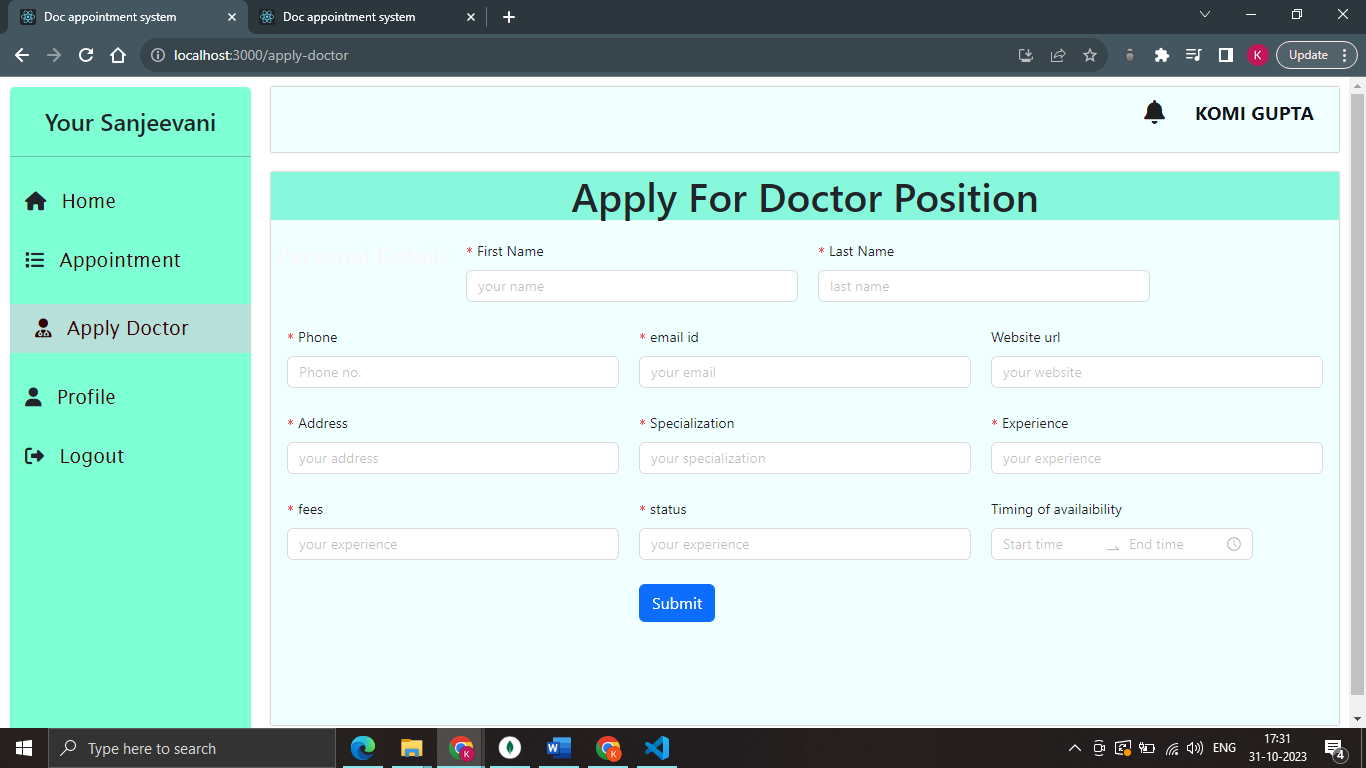 Doc appointment system
Doc appointment system
localhost:3000/apply-doctor
K
Update
Your Sanjeevani
KOMI GUPTA
Home
Appointment
Apply Doctor
Profile
Logout
Apply For Doctor Position
Personal Details
* First Name
* Last Name
your name
last name
* Phone
* email id
Website url
Phone no.
your email
your website
* Address
* Specialization
* Experience
your address
your specialization
your experience
* fees
* status
Timing of availaibility
your experience
your experience
Start time
End time
Submit
Type here to search
ENG
17:31
31-10-2023
4